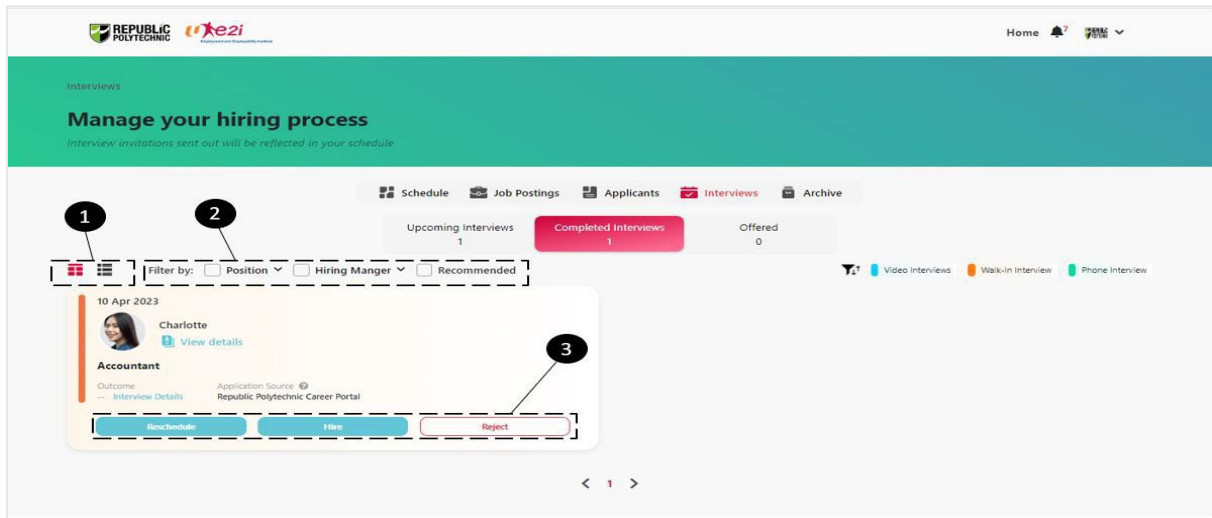 REPUBLIC POLYTECHNIC
e2i
Home 7
Interviews
Manage your hiring process
Interview invitations sent out will be reflected in your schedule
Schedule Job Postings Applicants Interviews Archive
1
2
Upcoming Interviews Completed Interviews Offered
1 1 0
Filter by: Position Hiring Manger Recommended
Video Interviews Walk-In Interview Phone Interview
10 Apr 2023
Charlotte
View details
3
Accountant
Outcome Application Source
-- Interview Details Republic Polytechnic Career Portal
Reschedule Hire Reject
< 1 >